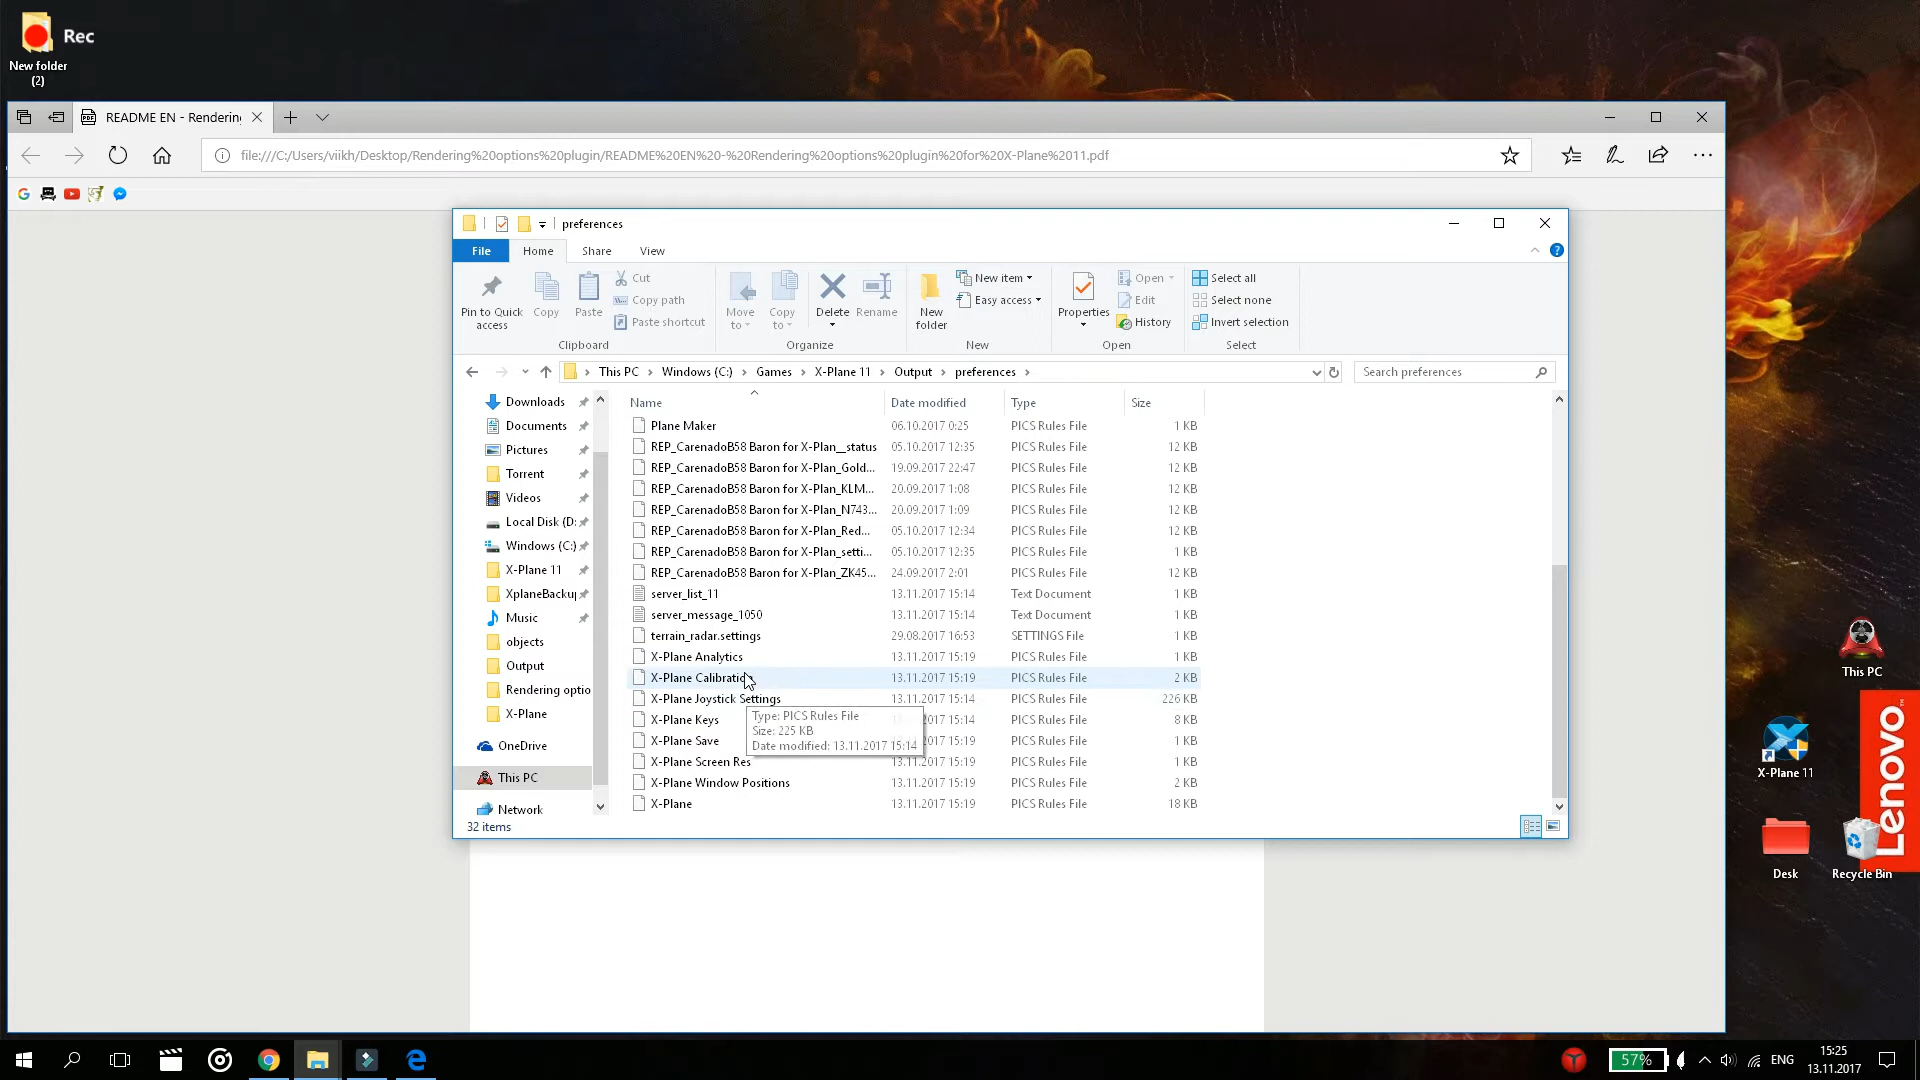 Rec
New folder
(2)
README EN - Rendering
file:///C:/Users/viikh/Desktop/Rendering%20options%20plugin/README%20EN%20-%20Rendering%20options%20plugin%20for%20X-Plane%2011.pdf
preferences
File Home Share View
Pin to Quick access
Copy
Paste
Cut
Copy path
Paste shortcut
Clipboard
Move to
Copy to
Delete
Rename
Organize
New folder
New item
Easy access
New
Properties
Open
Edit
History
Open
Select all
Select none
Invert selection
Select
This PC > Windows (C:) > Games > X-Plane 11 > Output > preferences >
Search preferences
Downloads
Documents
Pictures
Torrent
Videos
Local Disk (D:
Windows (C:)
X-Plane 11
XplaneBackup
Music
objects
Output
Rendering optio
X-Plane
OneDrive
This PC
Network
Name Date modified Type Size
Plane Maker 06.10.2017 0:25 PICS Rules File 1 KB
REP_CarenadoB58 Baron for X-Plan__status 05.10.2017 12:35 PICS Rules File 12 KB
REP_CarenadoB58 Baron for X-Plan_Gold... 19.09.2017 22:47 PICS Rules File 12 KB
REP_CarenadoB58 Baron for X-Plan_KLM... 20.09.2017 1:08 PICS Rules File 12 KB
REP_CarenadoB58 Baron for X-Plan_N743... 20.09.2017 1:09 PICS Rules File 12 KB
REP_CarenadoB58 Baron for X-Plan_Red... 05.10.2017 12:34 PICS Rules File 12 KB
REP_CarenadoB58 Baron for X-Plan_setti... 05.10.2017 12:35 PICS Rules File 1 KB
REP_CarenadoB58 Baron for X-Plan_ZK45... 24.09.2017 2:01 PICS Rules File 12 KB
server_list_11 13.11.2017 15:14 Text Document 1 KB
server_message_1050 13.11.2017 15:14 Text Document 1 KB
terrain_radar.settings 29.08.2017 16:53 SETTINGS File 1 KB
X-Plane Analytics 13.11.2017 15:19 PICS Rules File 1 KB
X-Plane Calibration 13.11.2017 15:19 PICS Rules File 2 KB
X-Plane Joystick Settings 13.11.2017 15:14 PICS Rules File 226 KB
X-Plane Keys 2017 15:14 PICS Rules File 8 KB
X-Plane Save 2017 15:19 PICS Rules File 1 KB
X-Plane Screen Res 13.11.2017 15:19 PICS Rules File 1 KB
X-Plane Window Positions 13.11.2017 15:19 PICS Rules File 2 KB
X-Plane 13.11.2017 15:19 PICS Rules File 18 KB
Type: PICS Rules File
Size: 225 KB
Date modified: 13.11.2017 15:14
32 items
This PC
X-Plane 11
Lenovo
Desk
Recycle Bin
57%
ENG
15:25
13.11.2017